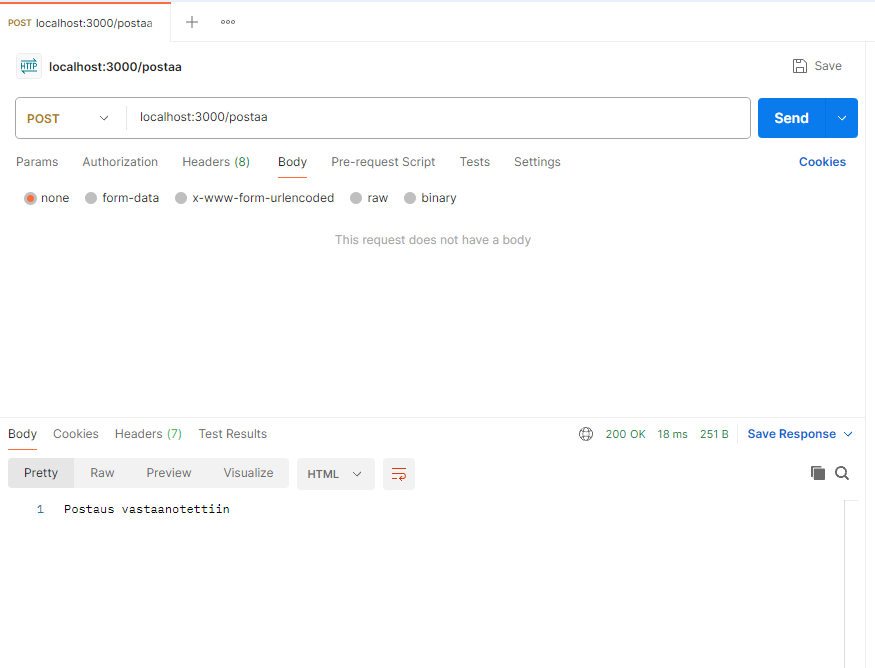 POST localhost:3000/postaa
HTTP localhost:3000/postaa Save
POST localhost:3000/postaa Send
Params Authorization Headers (8) Body Pre-request Script Tests Settings Cookies
none form-data x-www-form-urlencoded raw binary
This request does not have a body
Body Cookies Headers (7) Test Results 200 OK 18 ms 251 B Save Response
Pretty Raw Preview Visualize HTML
1 Postaus vastaanotettiin